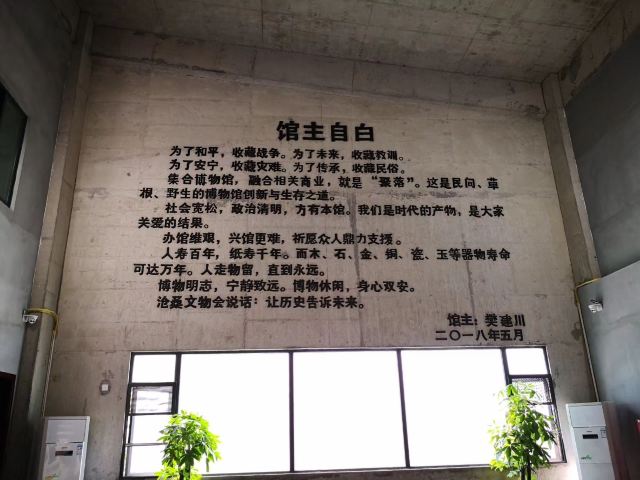 馆主自白
为了和平，收藏战争。为了未来，收藏教训。
为了安宁，收藏灾难。为了传承，收藏民俗。
集合博物馆，融合相关商业，就是“聚落”。这是民间、草
根、野生的博物馆创新与生存之道。
社会宽松，政治清明，方有本馆。我们是时代的产物，是大家
关爱的结果。
办馆维艰，兴馆更难，祈愿众人鼎力支援。
人寿百年，纸寿千年。而木、石、金、铜、瓷、玉等器物寿命
可达万年。人走物留，直到永远。
博物明志，宁静致远。博物休闲，身心双安。
沧桑文物会说话：让历史告诉未来。
馆主：樊建川
二〇一八年五月